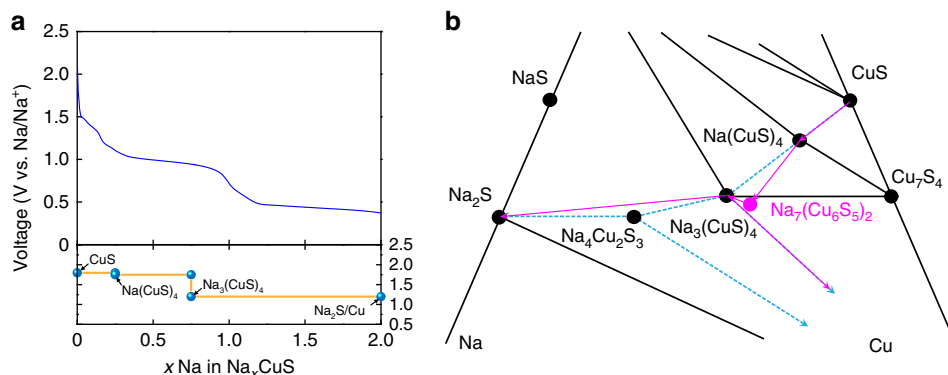 a
Voltage (V vs. Na/Na⁺)
2.5
2.0
1.5
1.0
0.5
0
2.5
2.0
1.5
1.0
0.5
CuS
Na(CuS)₄
Na₃(CuS)₄
Na₂S/Cu
0
0.5
1.0
1.5
2.0
x Na in NaₓCuS
b
NaS
CuS
Na(CuS)₄
Na₂S
Cu₇S₄
Na₇(Cu₆S₅)₂
Na₄Cu₂S₃
Na₃(CuS)₄
Na
Cu